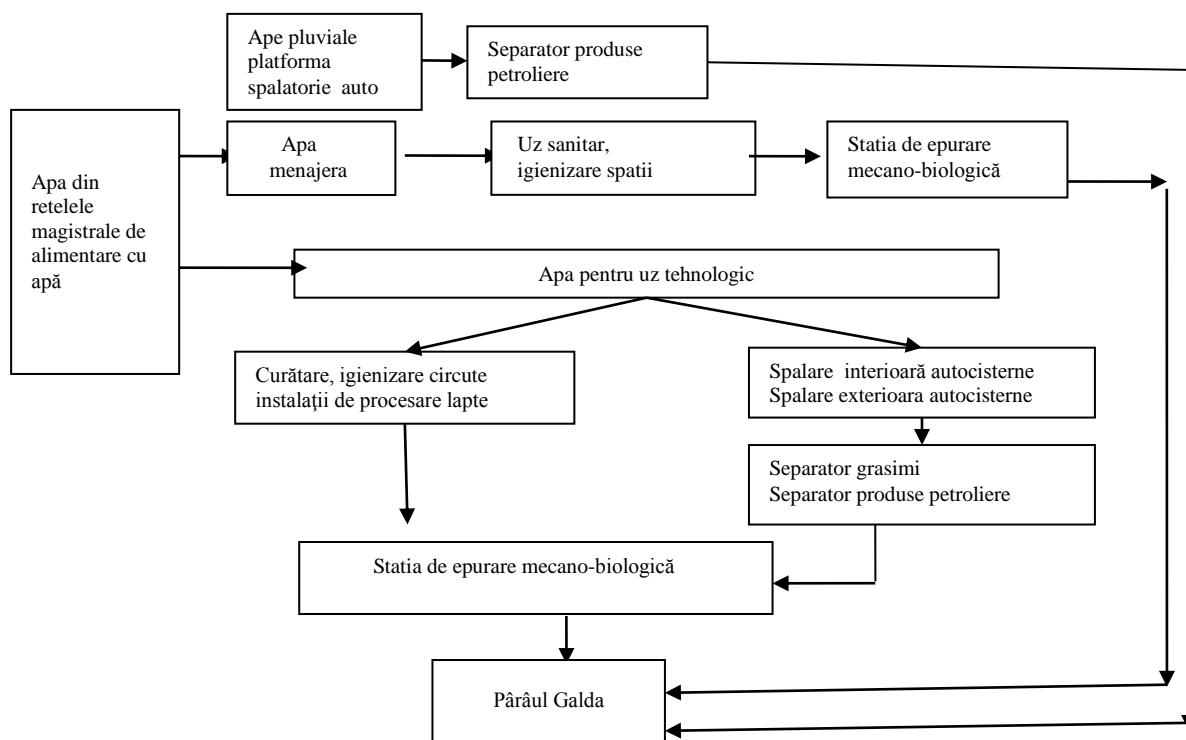 Ape pluviale
platforma
spalatorie auto
Separator produse
petroliere
Apa din
retelele
magistrale de
alimentare cu
apă
Apa
menajera
Uz sanitar,
igienizare spatii
Statia de epurare
mecano-biologică
Apa pentru uz tehnologic
Curătare, igienizare circute
instalații de procesare lapte
Spalare interioară autocisterne
Spalare exterioara autocisterne
Separator grasimi
Separator produse petroliere
Statia de epurare mecano-biologică
Pârâul Galda